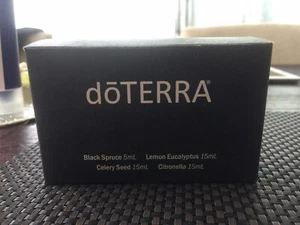 dōTERRA®
Black Spruce 5mL Lemon Eucalyptus 15mL
Celery Seed 15mL Citronella 15mL